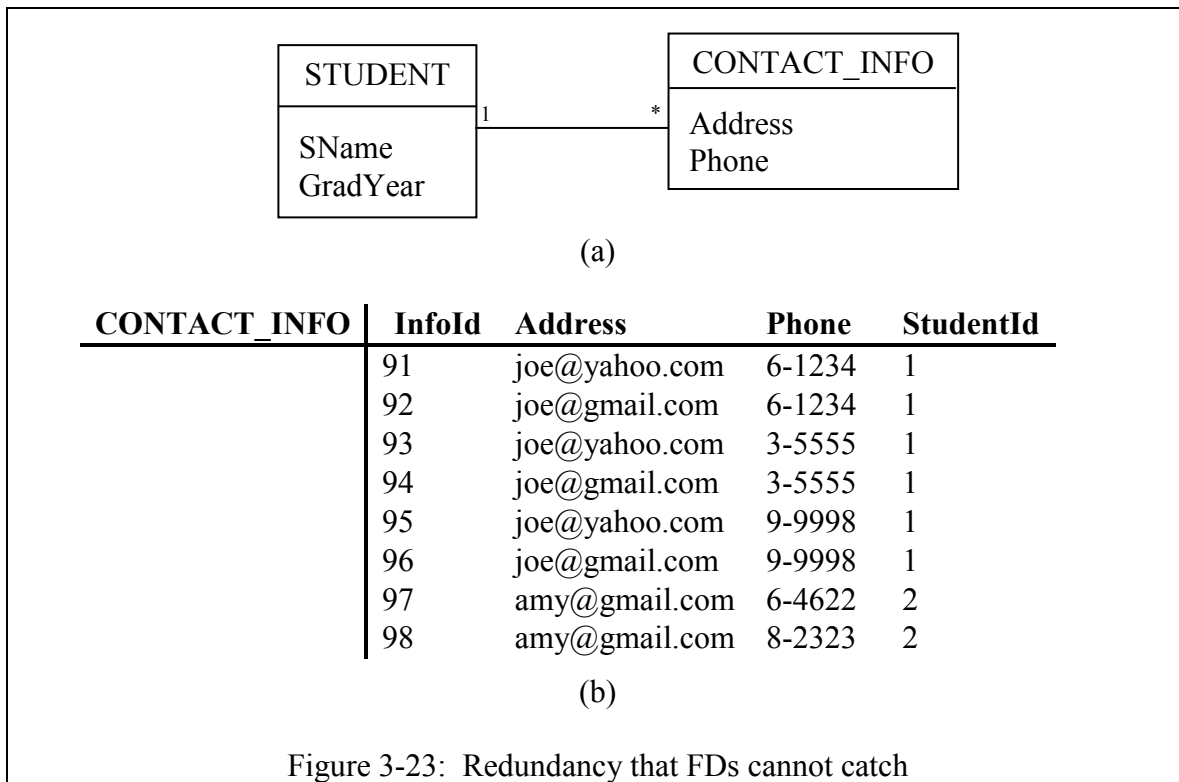 STUDENT
SName
GradYear
1
*
CONTACT_INFO
Address
Phone
(a)
CONTACT_INFO InfoId Address Phone StudentId
91 joe@yahoo.com 6-1234 1
92 joe@gmail.com 6-1234 1
93 joe@yahoo.com 3-5555 1
94 joe@gmail.com 3-5555 1
95 joe@yahoo.com 9-9998 1
96 joe@gmail.com 9-9998 1
97 amy@gmail.com 6-4622 2
98 amy@gmail.com 8-2323 2
(b)
Figure 3-23: Redundancy that FDs cannot catch